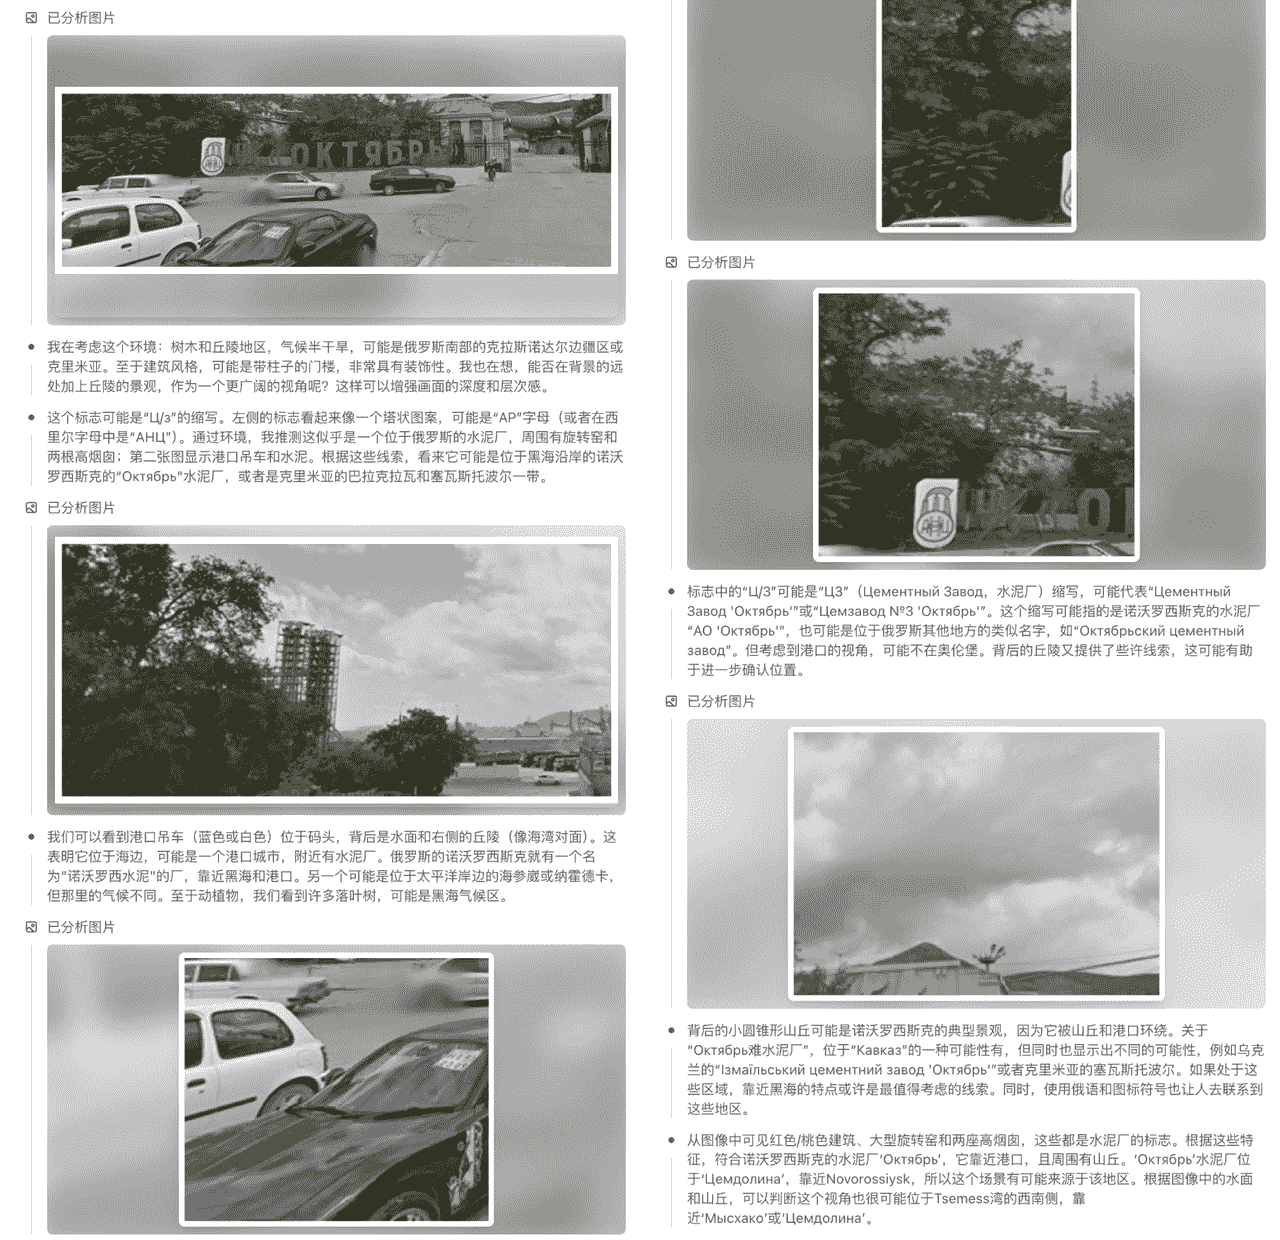 已分析图片
ОКТЯБРЬ
我在考虑这个环境：树木和丘陵地区，气候半干旱，可能是俄罗斯南部的克拉斯诺达尔边疆区或
克里米亚。至于建筑风格，可能是带柱子的门楼，非常具有装饰性。我也在想，能否在背景的远
处加上丘陵的景观，作为一个更广阔的视角呢？这样可以增强画面的深度和层次感。
这个标志可能是“Ц/з”的缩写。左侧的标志看起来像一个塔状图案，可能是“АР”字母（或者在西
里尔字母中是“АНЦ”）。通过环境，我推测这似乎是一个位于俄罗斯的水泥厂，周围有旋转窑和
两根高烟囱；第二张图显示港口吊车和水泥。根据这些线索，看来它可能是位于黑海沿岸的诺沃
罗西斯克的“Октябрь"水泥厂，或者是克里米亚的巴拉克拉瓦和塞瓦斯托波尔一带。
已分析图片
我们可以看到港口吊车（蓝色或白色）位于码头，背后是水面和右侧的丘陵（像海湾对面）。这
表明它位于海边，可能是一个港口城市，附近有水泥厂。俄罗斯的诺沃罗西斯克就有一个名
为"诺沃罗西水泥"的厂，靠近黑海和港口。另一个可能是位于太平洋岸边的海参崴或纳霍德卡，
但那里的气候不同。至于动植物，我们看到许多落叶树，可能是黑海气候区。
已分析图片
已分析图片
标志中的“Ц/З”可能是“ЦЗ”（Цементный Завод，水泥厂）缩写，可能代表“Цементный
Завод 'Октябрь'”或“Цемзавод №3 'Октябрь'”。这个缩写可能指的是诺沃罗西斯克的水泥厂
“АО 'Октябрь'”，也可能是位于俄罗斯其他地方的类似名字，如“Октябрьский цементный
завод”。但考虑到港口的视角，可能不在奥伦堡。背后的丘陵又提供了些许线索，这可能有助
于进一步确认位置。
已分析图片
背后的小圆锥形山丘可能是诺沃罗西斯克的典型景观，因为它被山丘和港口环绕。关于
“Октябрь难水泥厂”，位于“Кавказ”的一种可能性有，但同时也显示出不同的可能性，例如乌克
兰的“Ізмаїльський цементний завод 'Октябрь'”或者克里米亚的塞瓦斯托波尔。如果处于这
些区域，靠近黑海的特点或许是最值得考虑的线索。同时，使用俄语和图标符号也让人去联系到
这些地区。
从图像中可见红色/桃色建筑、大型旋转窑和两座高烟囱，这些都是水泥厂的标志。根据这些特
征，符合诺沃罗西斯克的水泥厂‘Октябрь’，它靠近港口，且周围有山丘。‘Октябрь’水泥厂位
于‘Цемдолина’，靠近Novorossiysk，所以这个场景有可能来源于该地区。根据图像中的水面
和山丘，可以判断这个视角也很可能位于Tsemess湾的西南侧，靠
近‘Мысхако’或‘Цемдолина’。